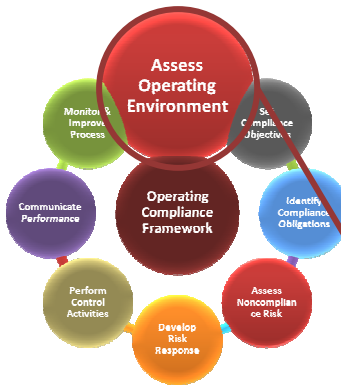 Assess
Operating
Environment
Set
Compliance
Objectives
Identify
Compliance
Obligations
Assess
Noncomplian
ce Risk
Develop
Risk
Response
Perform
Control
Activities
Communicate
Performance
Monitor &
Improve
Process
Operating
Compliance
Framework